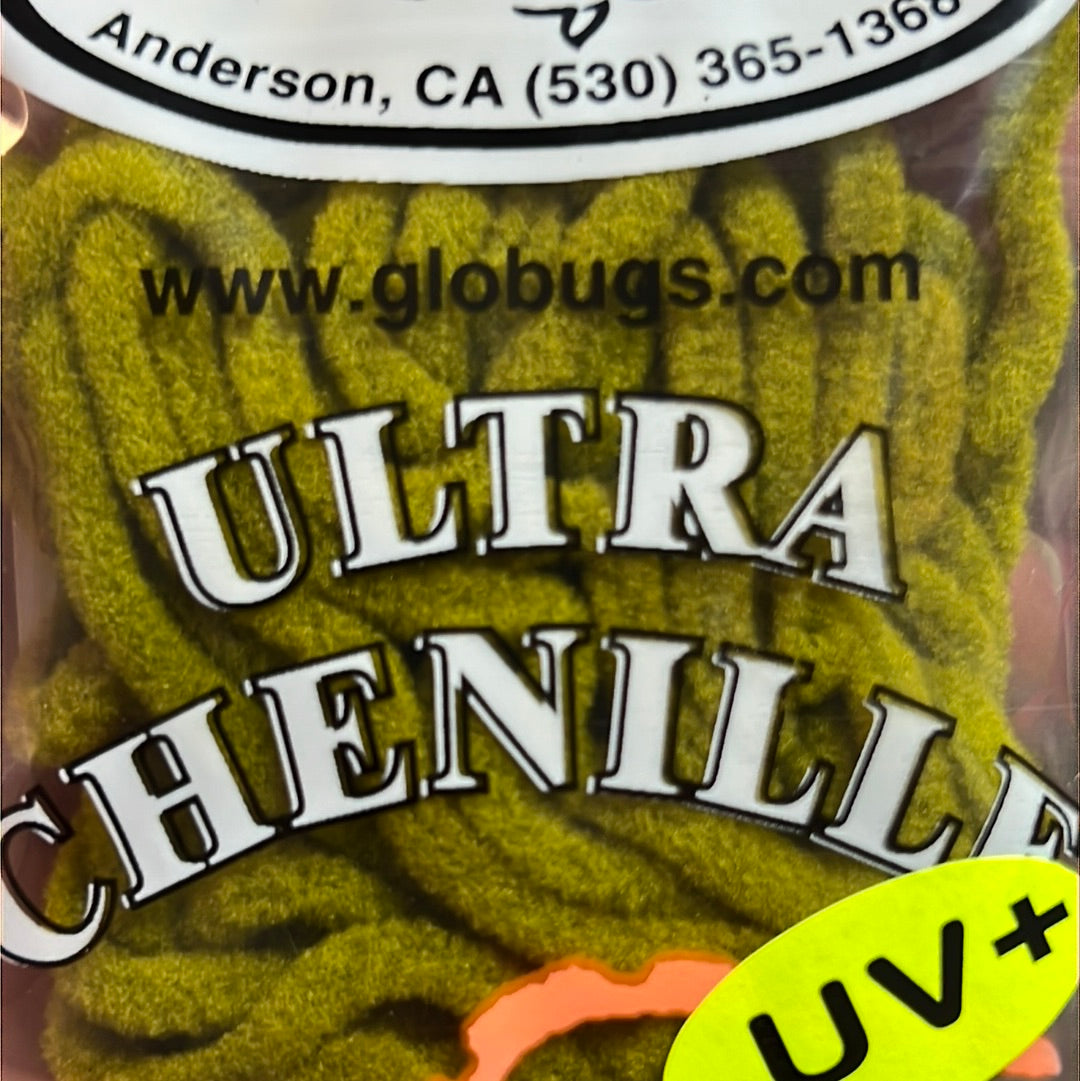 Anderson, CA (530) 365-1368
www.globugs.com
ULTRA
CHENILLE
UV+